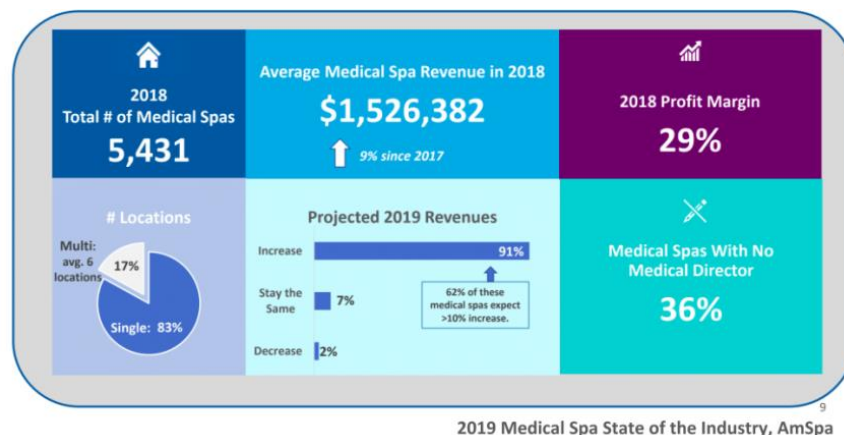 2018
Total # of Medical Spas
5,431
Average Medical Spa Revenue in 2018
$1,526,382
9% since 2017
2018 Profit Margin
29%
# Locations
Multi:
avg. 6
locations
17%
Single: 83%
Projected 2019 Revenues
Increase
91%
62% of these
medical spas expect
>10% increase.
Stay the
Same
7%
Decrease
2%
Medical Spas With No
Medical Director
36%
9
2019 Medical Spa State of the Industry, AmSpa